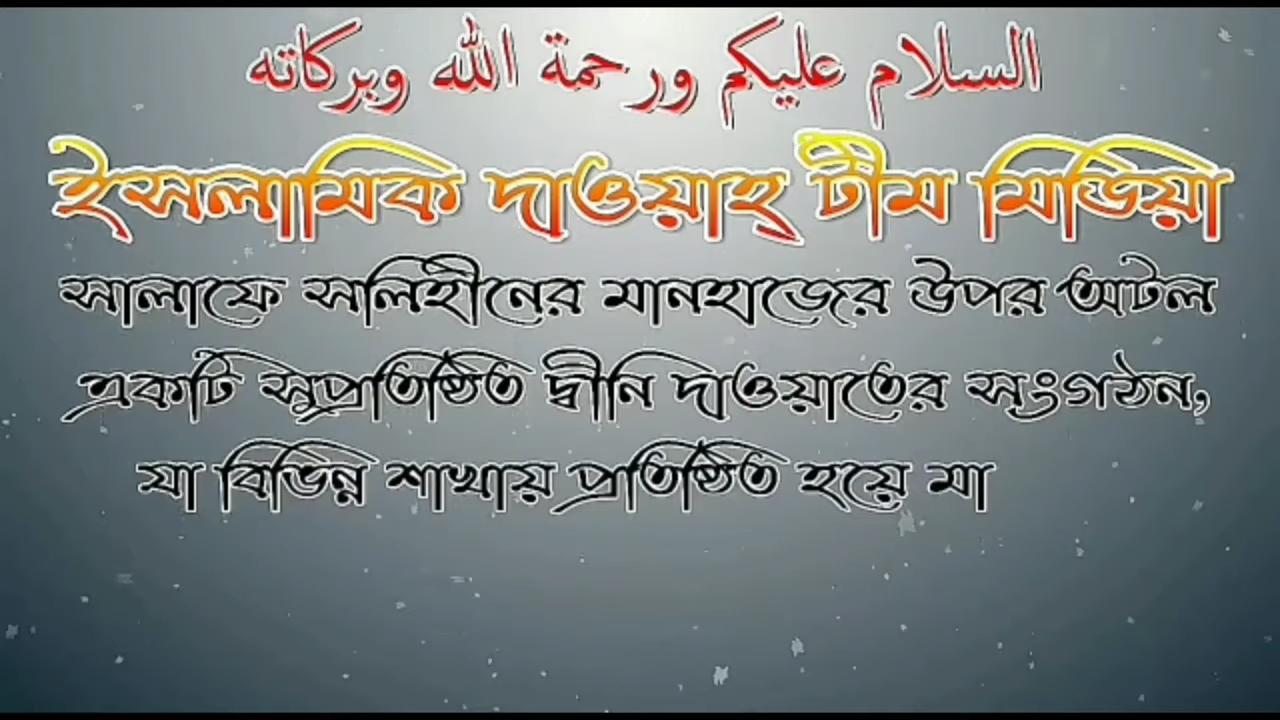 السلام عليكم ورحمة الله وبركاته
ইসলামিক দাওয়াহ্ টীম মিডিয়া
সালাফে সলিহীনের মানহাজের উপর অটল
একটি সুপ্রতিষ্ঠিত দ্বীনি দাওয়াতের সংগঠন,
যা বিভিন্ন শাখায় প্রতিষ্ঠিত হয়ে মা